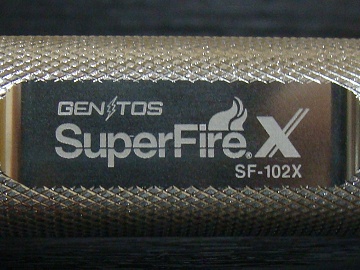 GENTOS
SuperFire® X
SF-102X